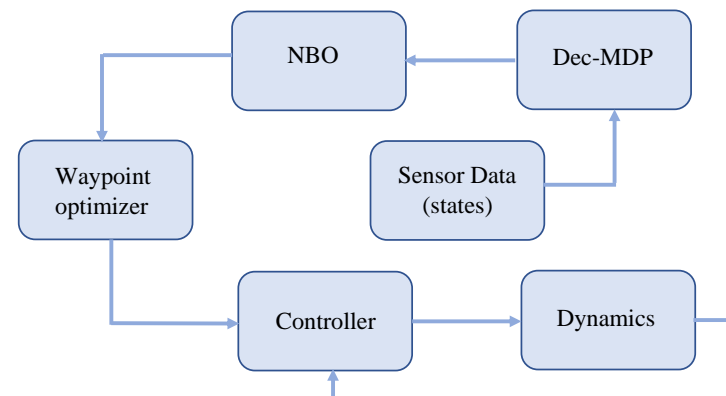 NBO
Dec-MDP
Waypoint
optimizer
Sensor Data
(states)
Controller
Dynamics